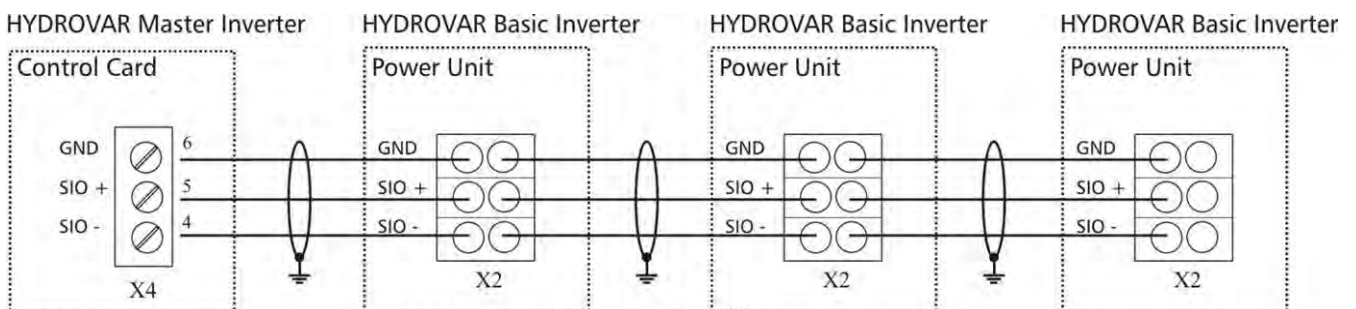 HYDROVAR Master Inverter
HYDROVAR Basic Inverter
HYDROVAR Basic Inverter
HYDROVAR Basic Inverter
Control Card
Power Unit
Power Unit
Power Unit
GND
6
GND
GND
GND
SIO +
5
SIO +
SIO +
SIO +
SIO -
4
SIO -
SIO -
SIO -
X4
X2
X2
X2